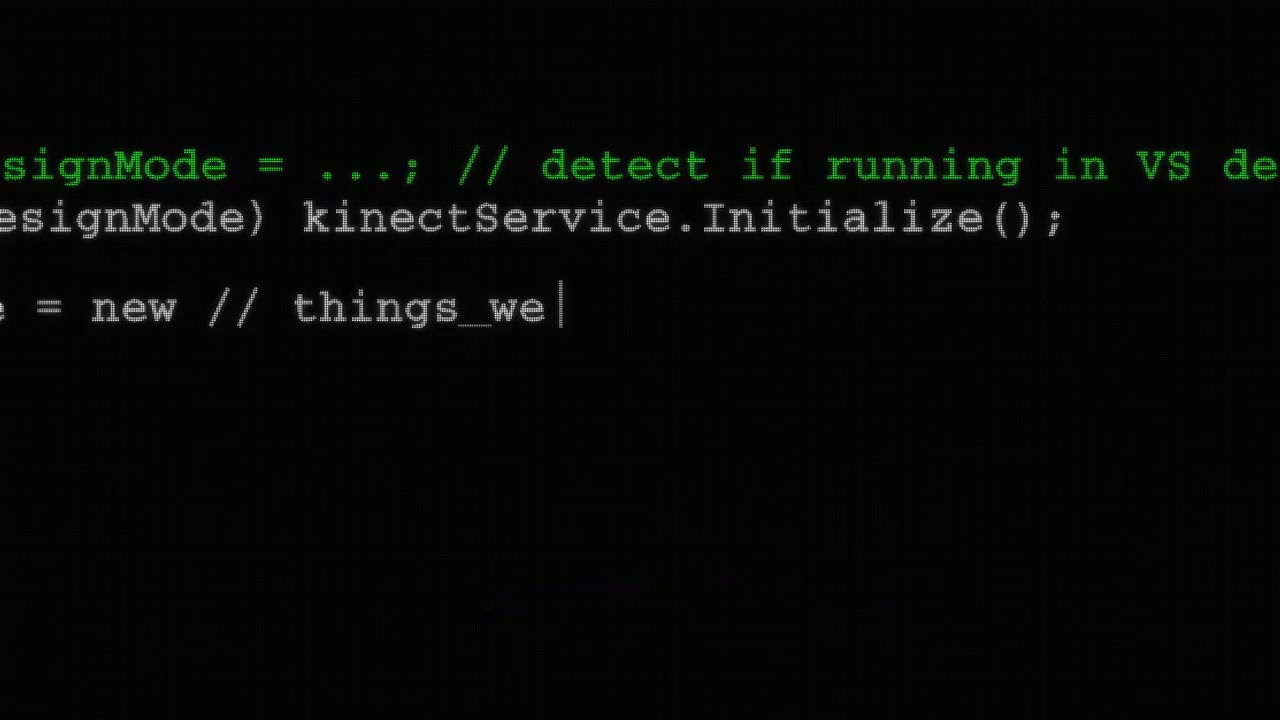 signMode = ...; // detect if running in VS de
esignMode) kinectService.Initialize();
e = new // things_we